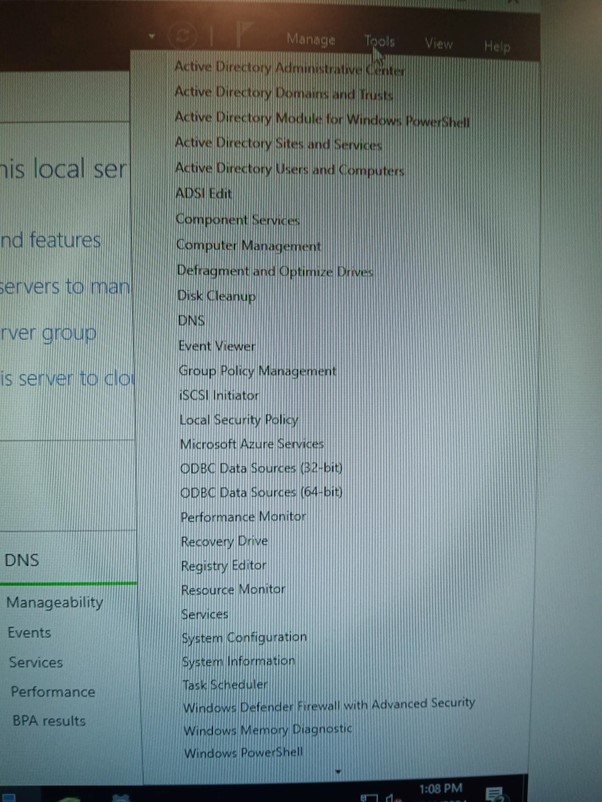 Manage Tools View Help
Active Directory Administrative Center
Active Directory Domains and Trusts
Active Directory Module for Windows PowerShell
Active Directory Sites and Services
Active Directory Users and Computers
ADSI Edit
Component Services
Computer Management
Defragment and Optimize Drives
Disk Cleanup
DNS
Event Viewer
Group Policy Management
iSCSI Initiator
Local Security Policy
Microsoft Azure Services
ODBC Data Sources (32-bit)
ODBC Data Sources (64-bit)
Performance Monitor
Recovery Drive
Registry Editor
Resource Monitor
Services
System Configuration
System Information
Task Scheduler
Windows Defender Firewall with Advanced Security
Windows Memory Diagnostic
Windows PowerShell
his local ser
nd features
servers to man
rver group
is server to clou
DNS
Manageability
Events
Services
Performance
BPA results
1:08 PM